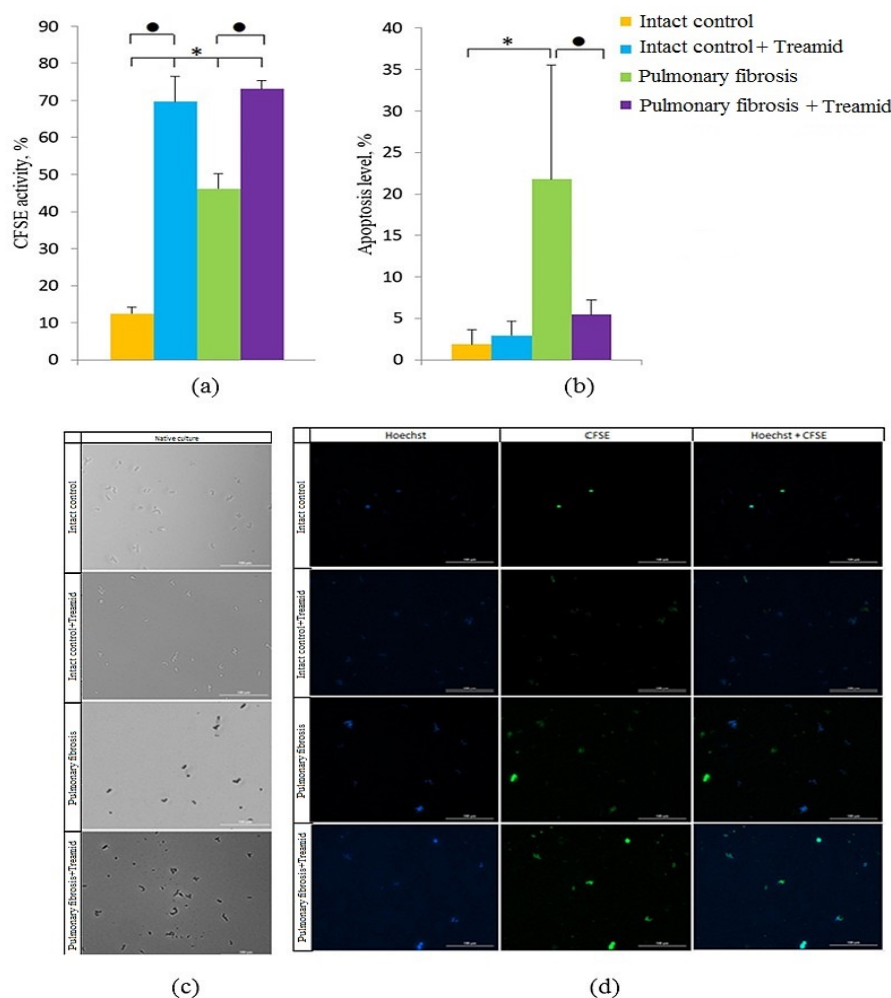 90
80
70
60
50
40
30
20
10
0
CFSE activity, %
● ●
*
(a)
40
35
30
25
20
15
10
5
0
Apoptosis level, %
* ●
(b)
Intact control
Intact control + Treamid
Pulmonary fibrosis
Pulmonary fibrosis + Treamid
Native culture
Intact control
Intact control+Treamid
Pulmonary fibrosis
Pulmonary fibrosis+Treamid
(c)
Hoechst CFSE Hoechst + CFSE
Intact control
Intact control+Treamid
Pulmonary fibrosis
Pulmonary fibrosis+Treamid
(d)